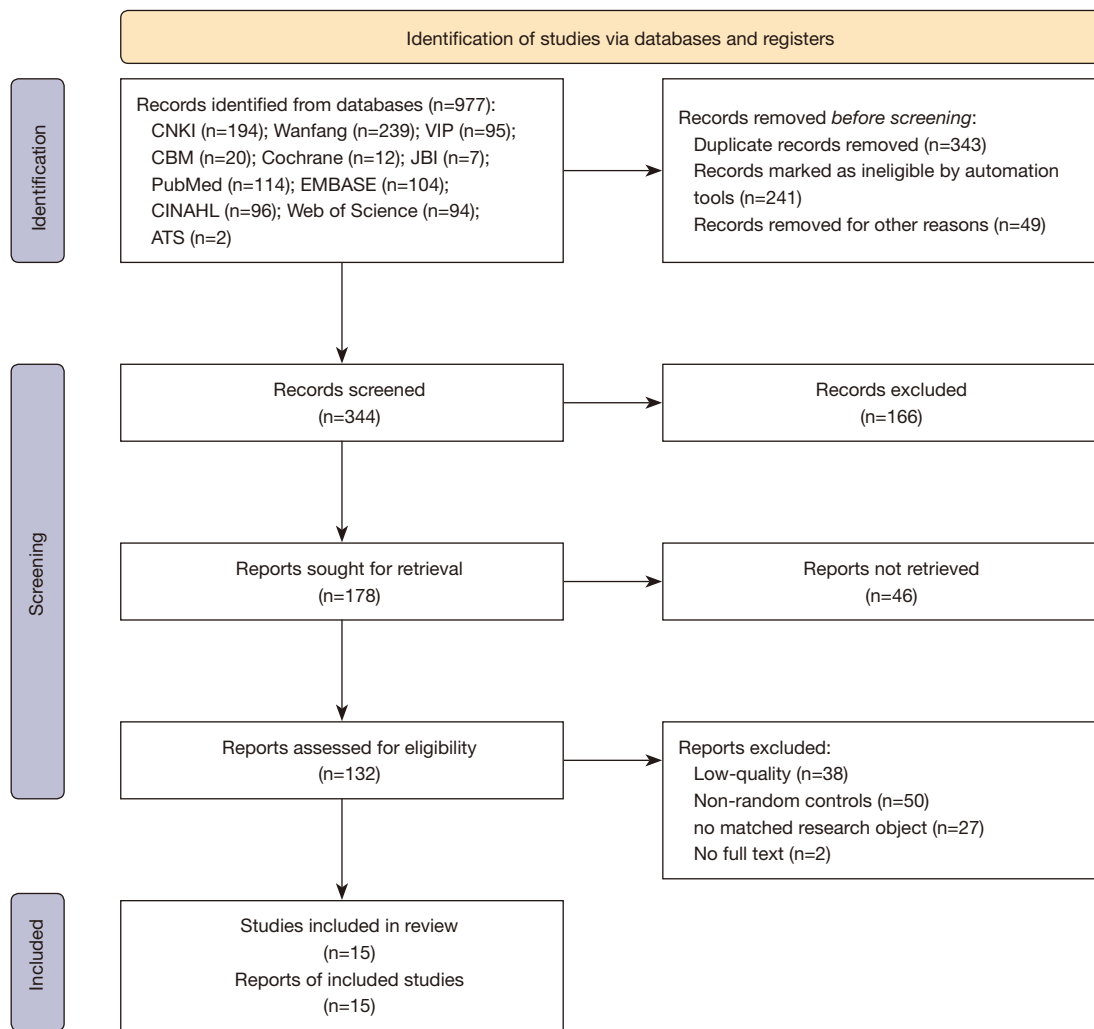 Identification of studies via databases and registers
Identification
Records identified from databases (n=977):
CNKI (n=194); Wanfang (n=239); VIP (n=95);
CBM (n=20); Cochrane (n=12); JBI (n=7);
PubMed (n=114); EMBASE (n=104);
CINAHL (n=96); Web of Science (n=94);
ATS (n=2)
Records removed before screening:
Duplicate records removed (n=343)
Records marked as ineligible by automation
tools (n=241)
Records removed for other reasons (n=49)
Screening
Records screened
(n=344)
Records excluded
(n=166)
Reports sought for retrieval
(n=178)
Reports not retrieved
(n=46)
Reports assessed for eligibility
(n=132)
Reports excluded:
Low-quality (n=38)
Non-random controls (n=50)
no matched research object (n=27)
No full text (n=2)
Included
Studies included in review
(n=15)
Reports of included studies
(n=15)